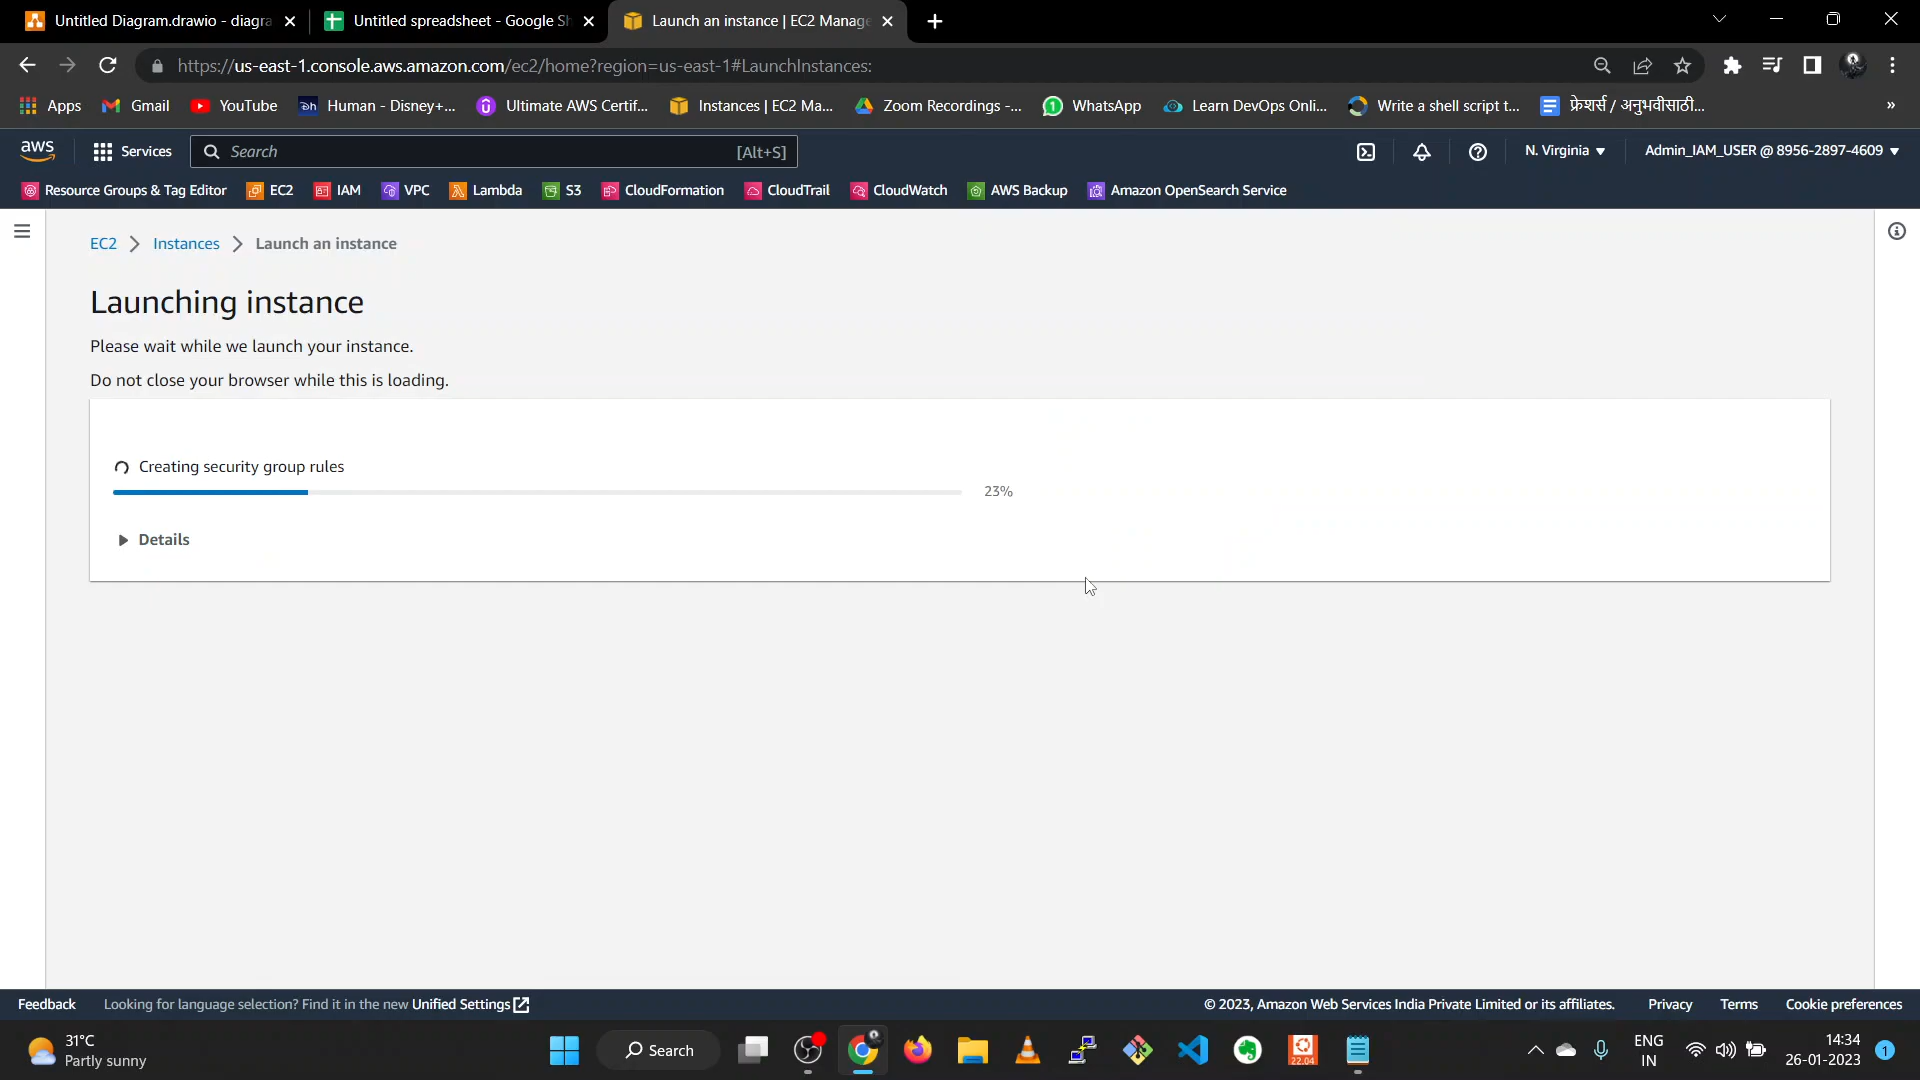 Untitled Diagram.drawio - diagra
Untitled spreadsheet - Google Sh
Launch an instance | EC2 Manage
https://us-east-1.console.aws.amazon.com/ec2/home?region=us-east-1#LaunchInstances:
Apps
Gmail
YouTube
Human - Disney+...
Ultimate AWS Certif...
Instances | EC2 Ma...
Zoom Recordings -...
WhatsApp
Learn DevOps Onli...
Write a shell script t...
फ्रेशर्स / अनुभवीसाठी...
»
aws
Services
Search
[Alt+S]
N. Virginia
Admin_IAM_USER @ 8956-2897-4609
Resource Groups & Tag Editor
EC2
IAM
VPC
Lambda
S3
CloudFormation
CloudTrail
CloudWatch
AWS Backup
Amazon OpenSearch Service
EC2
Instances
Launch an instance
Launching instance
Please wait while we launch your instance.
Do not close your browser while this is loading.
Creating security group rules
23%
Details
Feedback
Looking for language selection? Find it in the new Unified Settings
© 2023, Amazon Web Services India Private Limited or its affiliates.
Privacy
Terms
Cookie preferences
31°C
Partly sunny
Search
22.04
ENG
IN
14:34
26-01-2023
1